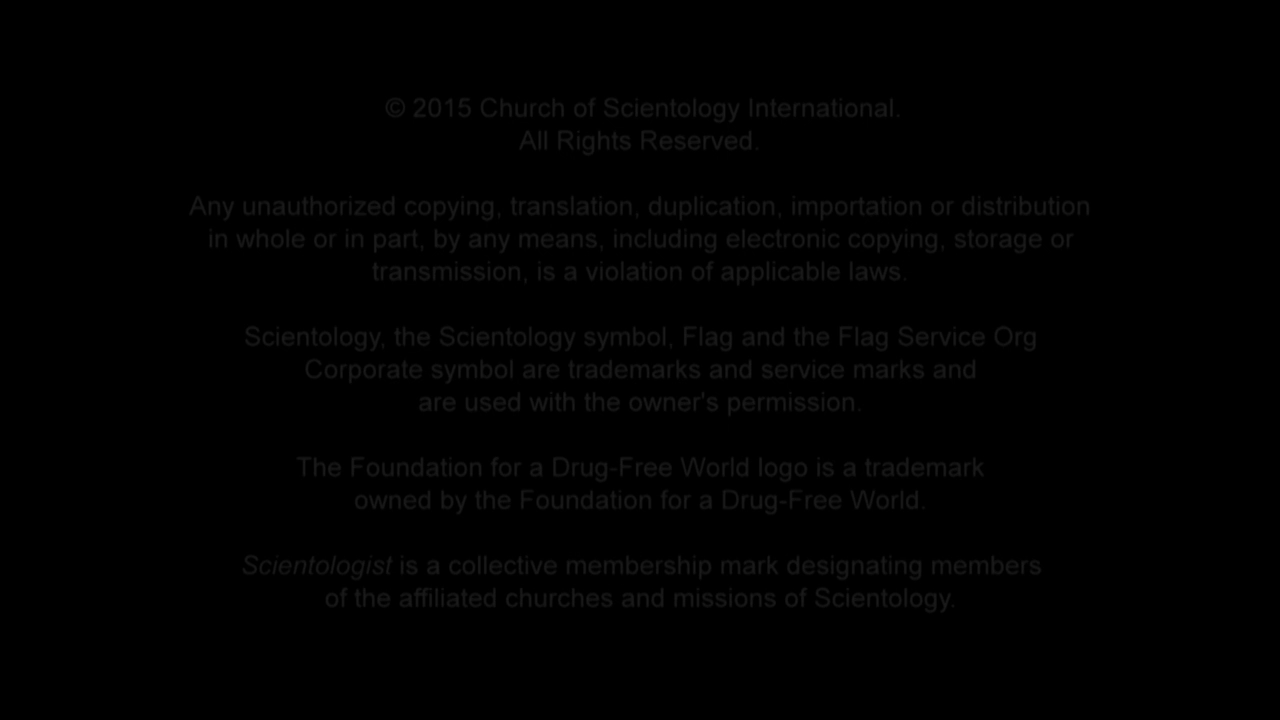 © 2015 Church of Scientology International.
All Rights Reserved.
Any unauthorized copying, translation, duplication, importation or distribution
in whole or in part, by any means, including electronic copying, storage or
transmission, is a violation of applicable laws.
Scientology, the Scientology symbol, Flag and the Flag Service Org
Corporate symbol are trademarks and service marks and
are used with the owner's permission.
The Foundation for a Drug-Free World logo is a trademark
owned by the Foundation for a Drug-Free World.
Scientologist is a collective membership mark designating members
of the affiliated churches and missions of Scientology.